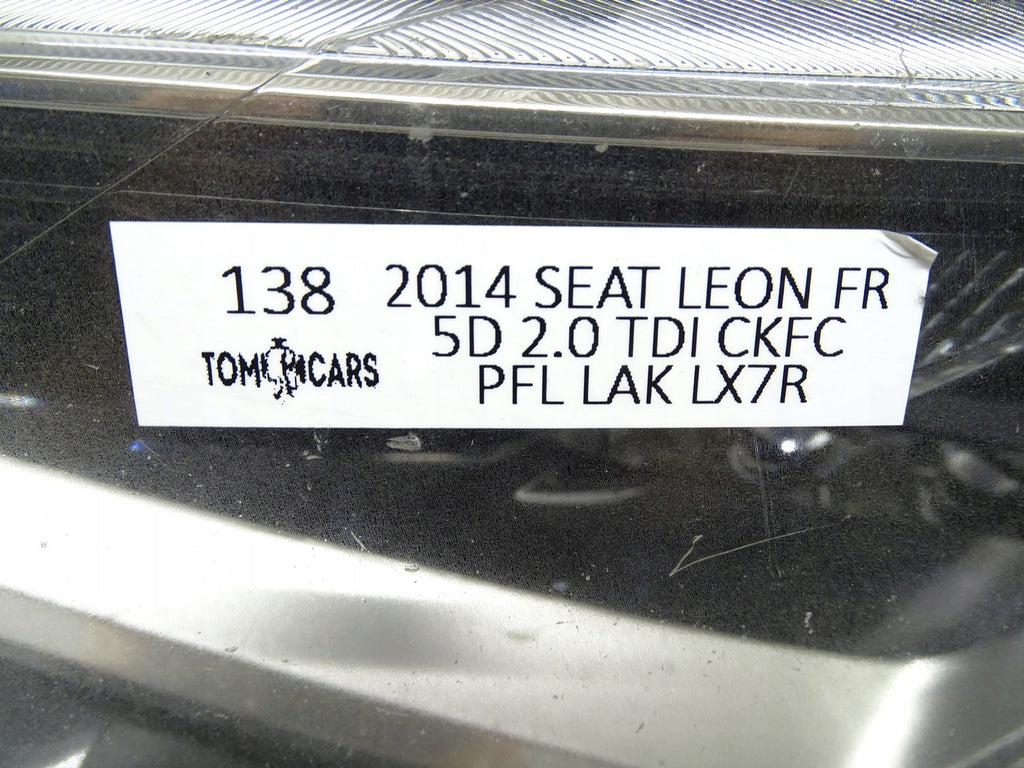 138
TOM CARS
2014 SEAT LEON FR
5D 2.0 TDI CKFC
PFL LAK LX7R